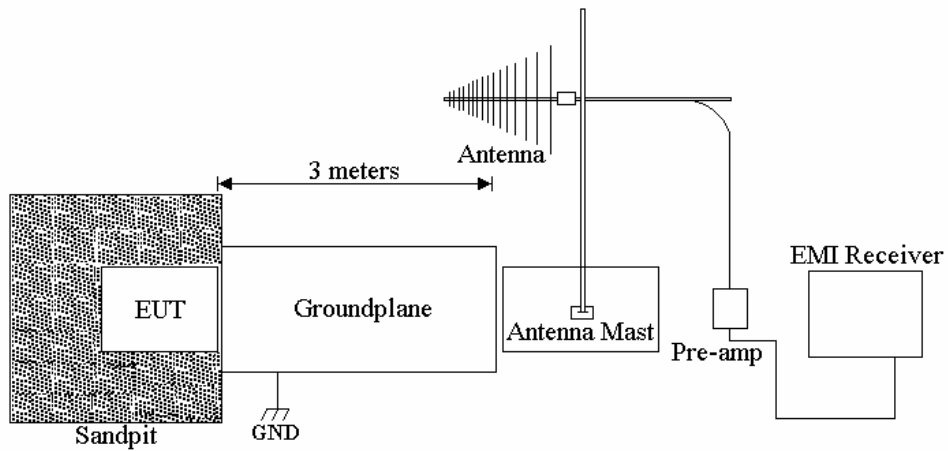 Antenna
3 meters
EMI Receiver
EUT
Groundplane
Antenna Mast
Pre-amp
GND
Sandpit